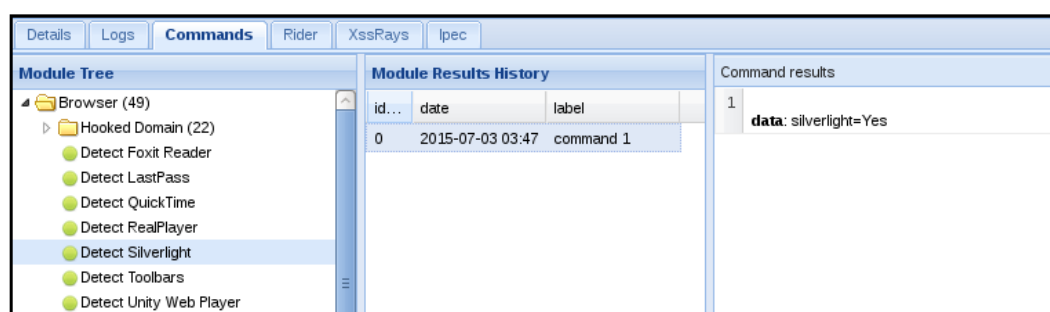 Details Logs Commands Rider XssRays Ipec
Module Tree
Browser (49)
Hooked Domain (22)
Detect Foxit Reader
Detect LastPass
Detect QuickTime
Detect RealPlayer
Detect Silverlight
Detect Toolbars
Detect Unity Web Player
Module Results History
id... date label
0 2015-07-03 03:47 command 1
Command results
1
data: silverlight=Yes